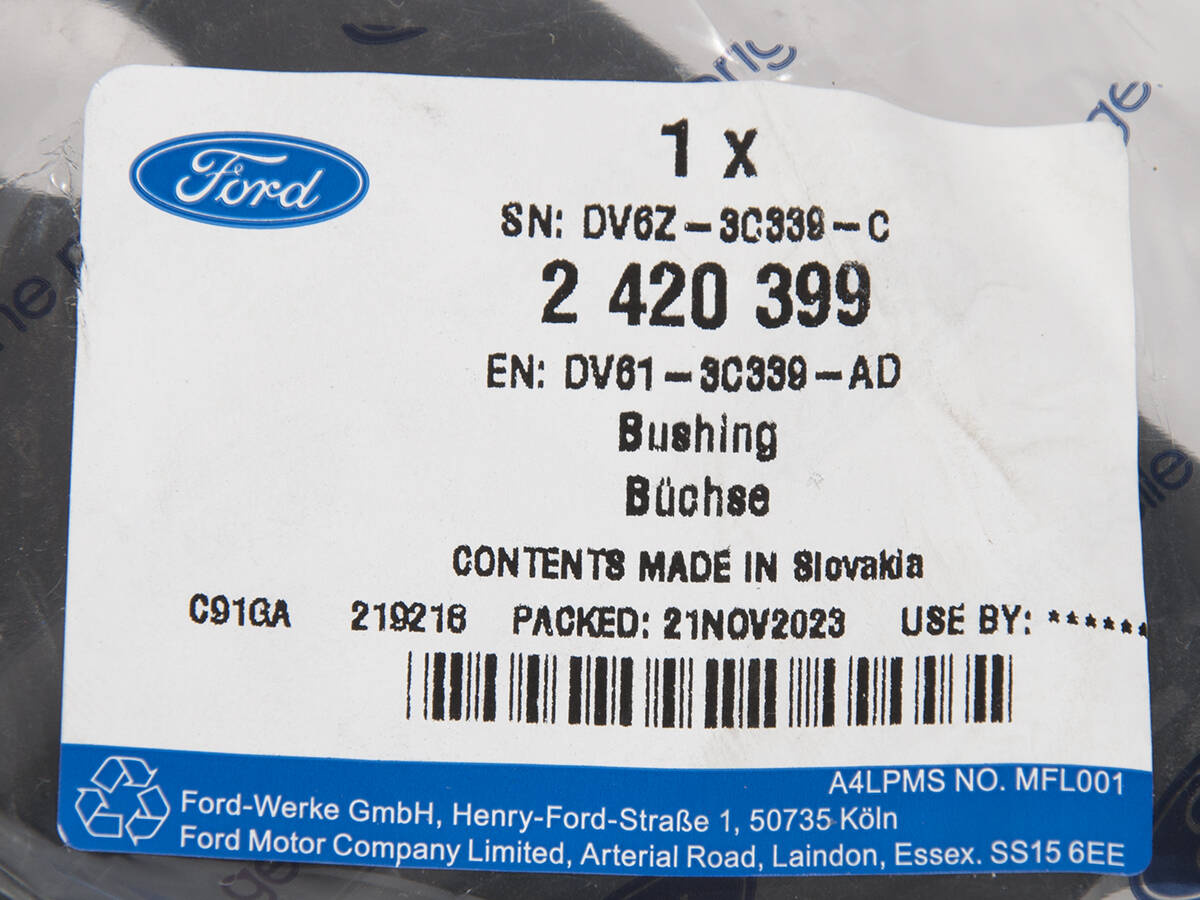 Ford
1 x
SN: DV6Z-3C339-C
2 420 399
EN: DV61-3C339-AD
Bushing
Büchse
CONTENTS MADE IN Slovakia
C91GA 219216 PACKED: 21NOV2023 USE BY: ******
A4LPMS NO. MFL001
Ford-Werke GmbH, Henry-Ford-Straße 1, 50735 Köln
Ford Motor Company Limited, Arterial Road, Laindon, Essex. SS15 6EE